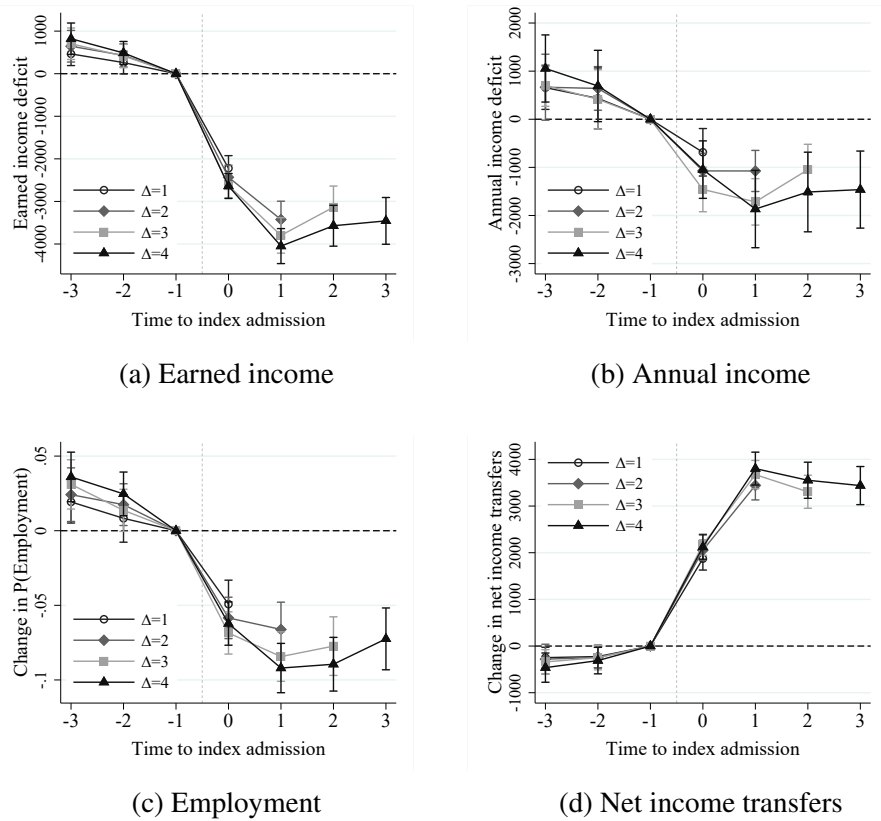 Earned income deficit
1000
0
-1000
-2000
-3000
-4000
Δ=1
Δ=2
Δ=3
Δ=4
-3 -2 -1 0 1 2 3
Time to index admission
(a) Earned income
Annual income deficit
2000
1000
0
-1000
-2000
-3000
Δ=1
Δ=2
Δ=3
Δ=4
-3 -2 -1 0 1 2 3
Time to index admission
(b) Annual income
Change in P(Employment)
.05
0
-.05
-.1
Δ=1
Δ=2
Δ=3
Δ=4
-3 -2 -1 0 1 2 3
Time to index admission
(c) Employment
Change in net income transfers
4000
3000
2000
1000
0
-1000
Δ=1
Δ=2
Δ=3
Δ=4
-3 -2 -1 0 1 2 3
Time to index admission
(d) Net income transfers